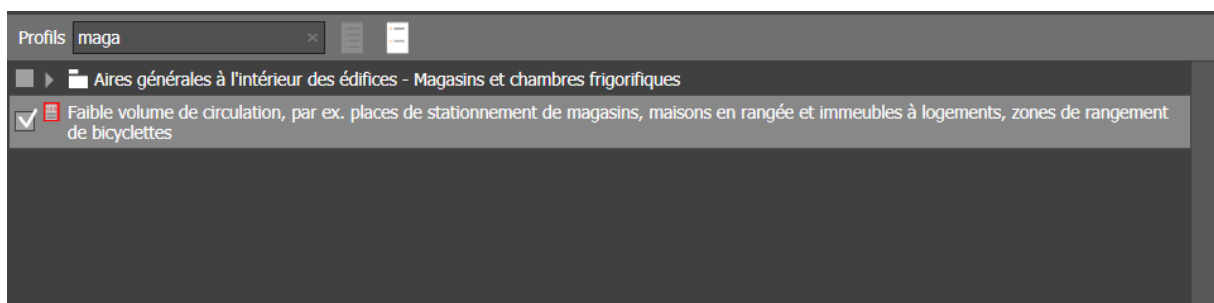 Profils maga
Aires générales à l'intérieur des édifices - Magasins et chambres frigorifiques
Faible volume de circulation, par ex. places de stationnement de magasins, maisons en rangée et immeubles à logements, zones de rangement
de bicyclettes